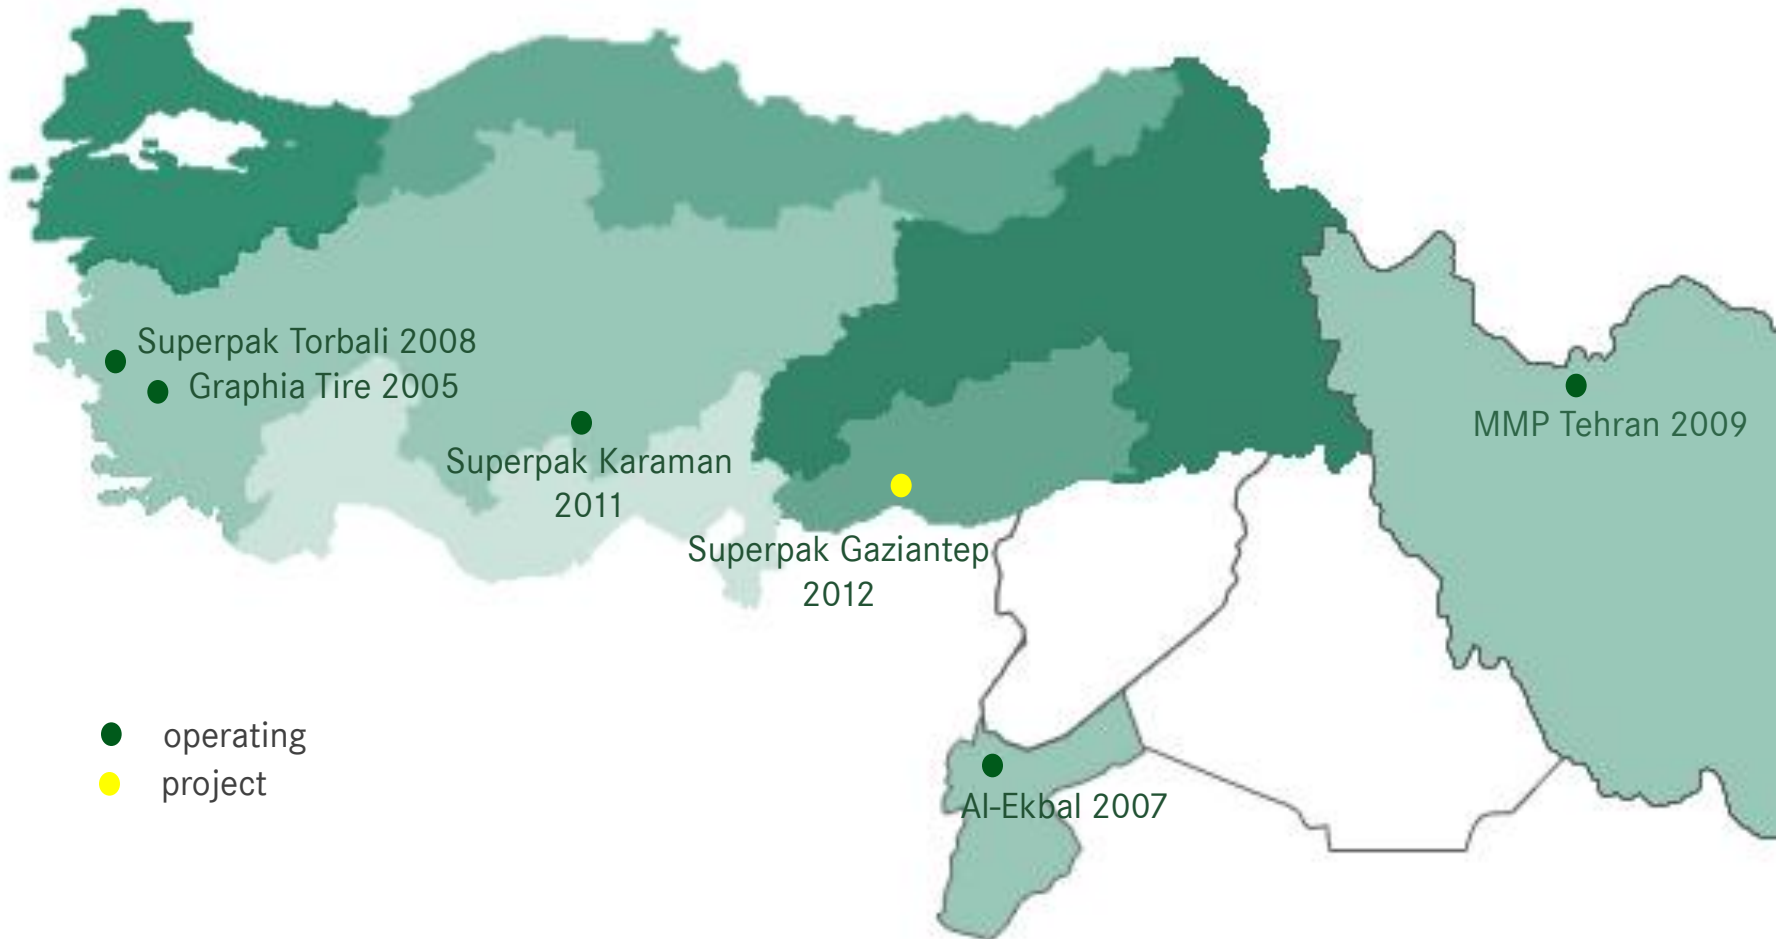 Superpak Torbali 2008
Graphia Tire 2005
MMP Tehran 2009
Superpak Karaman
2011
Superpak Gaziantep
2012
operating
project
Al-Ekbal 2007